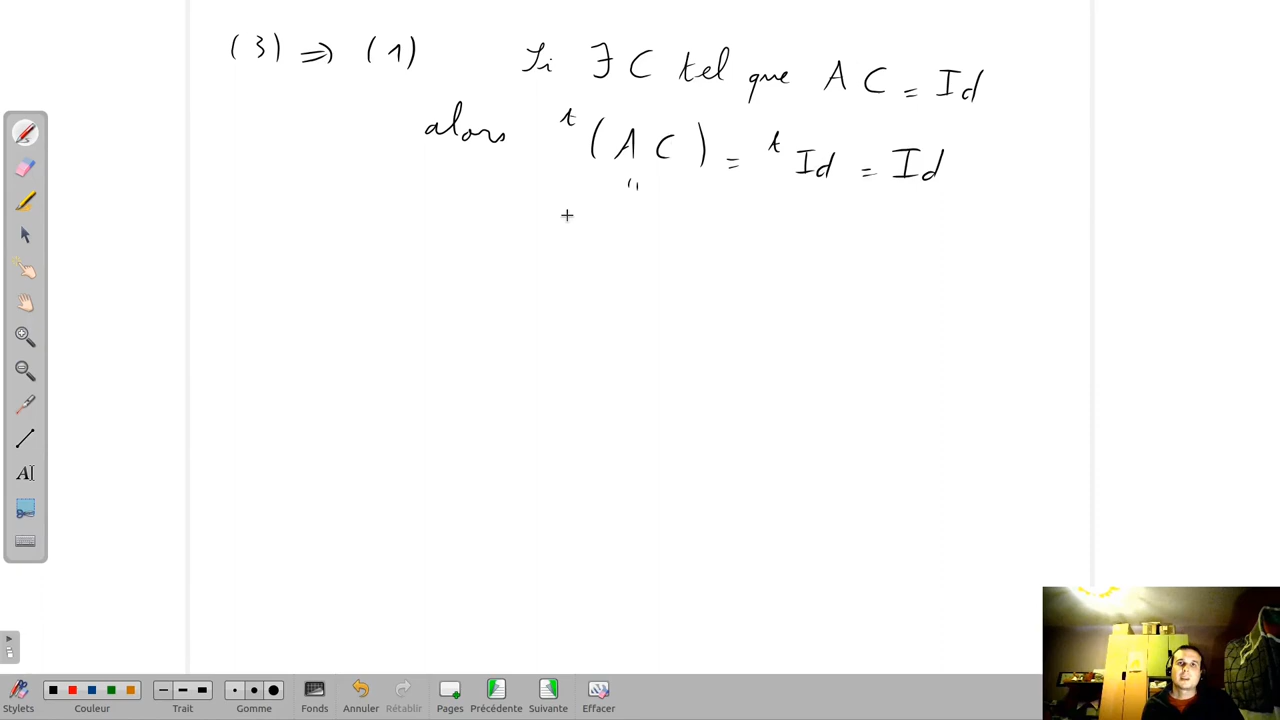 (3) ⇒ (1) Si ∃ C tel que A C = Id
alors ᵗ(A C) = ᵗId = Id
"
A
Stylets
Couleur
Trait
Gomme
Fonds
Annuler
Rétablir
Pages
Précédente
Suivante
Effacer